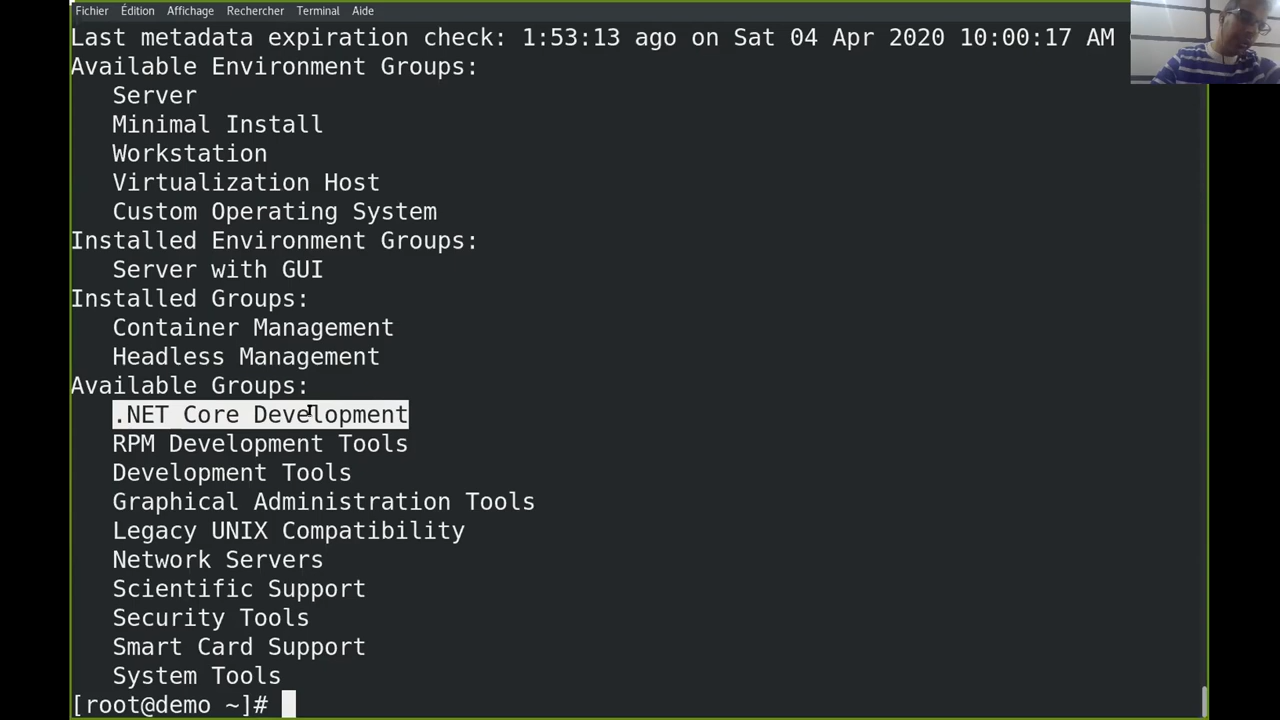 Fichier Édition Affichage Rechercher Terminal Aide
Last metadata expiration check: 1:53:13 ago on Sat 04 Apr 2020 10:00:17 AM
Available Environment Groups:
Server
Minimal Install
Workstation
Virtualization Host
Custom Operating System
Installed Environment Groups:
Server with GUI
Installed Groups:
Container Management
Headless Management
Available Groups:
.NET Core Development
RPM Development Tools
Development Tools
Graphical Administration Tools
Legacy UNIX Compatibility
Network Servers
Scientific Support
Security Tools
Smart Card Support
System Tools
[root@demo ~]#